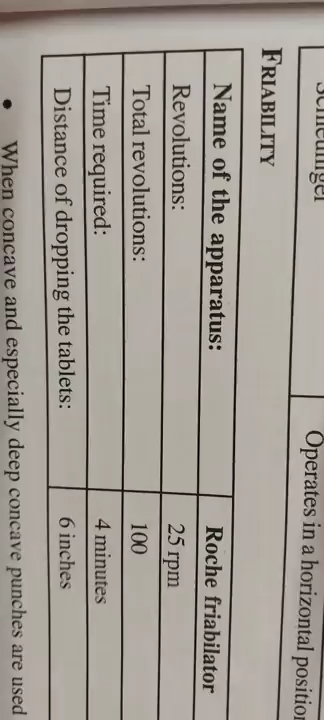 Schleuniger
Operates in a horizontal position
FRIABILITY
Name of the apparatus: Roche friabilator
Revolutions: 25 rpm
Total revolutions: 100
Time required: 4 minutes
Distance of dropping the tablets: 6 inches
• When concave and especially deep concave punches are used